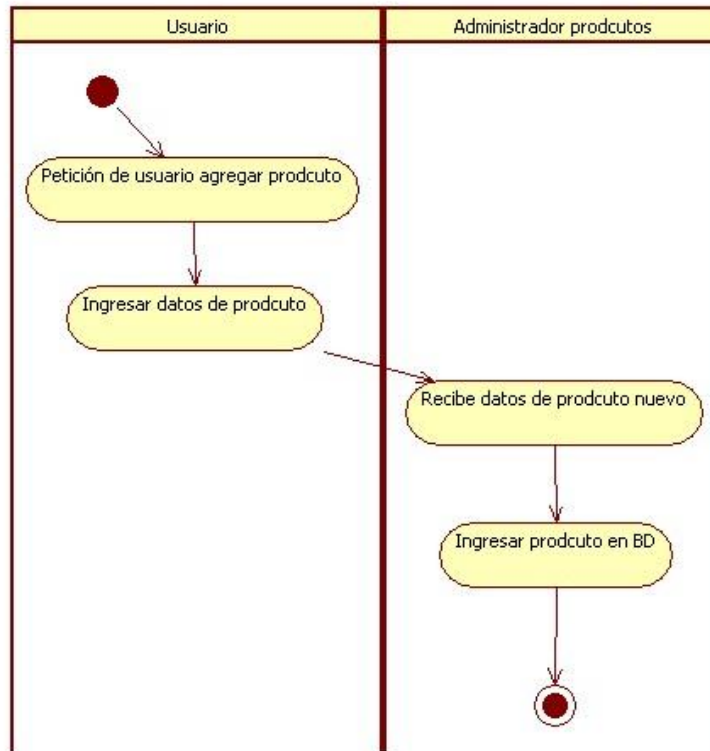 Usuario
Administrador prodcutos
Petición de usuario agregar prodcuto
Ingresar datos de prodcuto
Recibe datos de prodcuto nuevo
Ingresar prodcuto en BD